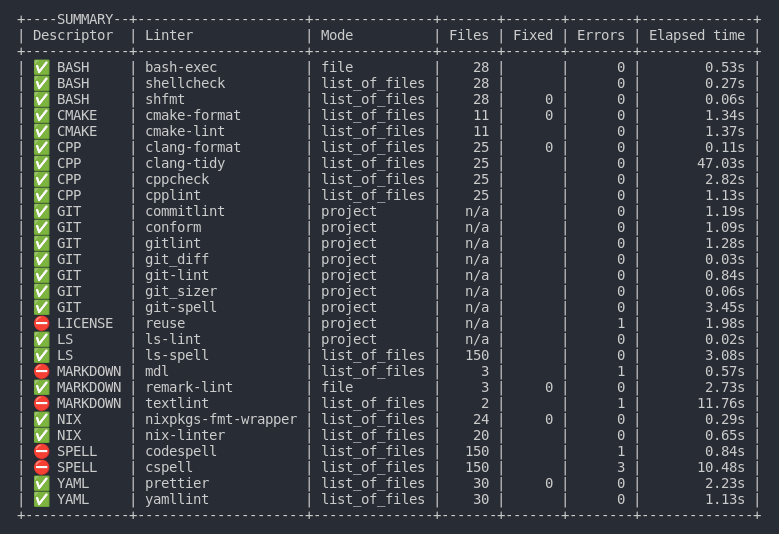 +----SUMMARY--+---------------------+---------------+-------+-------+--------+--------------+
| Descriptor  | Linter              | Mode          | Files | Fixed | Errors | Elapsed time |
+-------------+---------------------+---------------+-------+-------+--------+--------------+
| ✅ BASH     | bash-exec           | file          |    28 |       |      0 |        0.53s |
| ✅ BASH     | shellcheck          | list_of_files |    28 |       |      0 |        0.27s |
| ✅ BASH     | shfmt               | list_of_files |    28 |     0 |      0 |        0.06s |
| ✅ CMAKE    | cmake-format        | list_of_files |    11 |     0 |      0 |        1.34s |
| ✅ CMAKE    | cmake-lint          | list_of_files |    11 |       |      0 |        1.37s |
| ✅ CPP      | clang-format        | list_of_files |    25 |     0 |      0 |        0.11s |
| ✅ CPP      | clang-tidy          | list_of_files |    25 |       |      0 |       47.03s |
| ✅ CPP      | cppcheck            | list_of_files |    25 |       |      0 |        2.82s |
| ✅ CPP      | cpplint             | list_of_files |    25 |       |      0 |        1.13s |
| ✅ GIT      | commitlint          | project       |   n/a |       |      0 |        1.19s |
| ✅ GIT      | conform             | project       |   n/a |       |      0 |        1.09s |
| ✅ GIT      | gitlint             | project       |   n/a |       |      0 |        1.28s |
| ✅ GIT      | git_diff            | project       |   n/a |       |      0 |        0.03s |
| ✅ GIT      | git-lint            | project       |   n/a |       |      0 |        0.84s |
| ✅ GIT      | git_sizer           | project       |   n/a |       |      0 |        0.06s |
| ✅ GIT      | git-spell           | project       |   n/a |       |      0 |        3.45s |
| ⛔ LICENSE  | reuse               | project       |   n/a |       |      1 |        1.98s |
| ✅ LS       | ls-lint             | project       |   n/a |       |      0 |        0.02s |
| ✅ LS       | ls-spell            | list_of_files |   150 |       |      0 |        3.08s |
| ⛔ MARKDOWN | mdl                 | list_of_files |     3 |       |      1 |        0.57s |
| ✅ MARKDOWN | remark-lint         | file          |     3 |     0 |      0 |        2.73s |
| ⛔ MARKDOWN | textlint            | list_of_files |     2 |       |      1 |       11.76s |
| ✅ NIX      | nixpkgs-fmt-wrapper | list_of_files |    24 |     0 |      0 |        0.29s |
| ✅ NIX      | nix-linter          | list_of_files |    20 |       |      0 |        0.65s |
| ⛔ SPELL    | codespell           | list_of_files |   150 |       |      1 |        0.84s |
| ⛔ SPELL    | cspell              | list_of_files |   150 |       |      3 |       10.48s |
| ✅ YAML     | prettier            | list_of_files |    30 |     0 |      0 |        2.23s |
| ✅ YAML     | yamllint            | list_of_files |    30 |       |      0 |        1.13s |
+-------------+---------------------+---------------+-------+-------+--------+--------------+